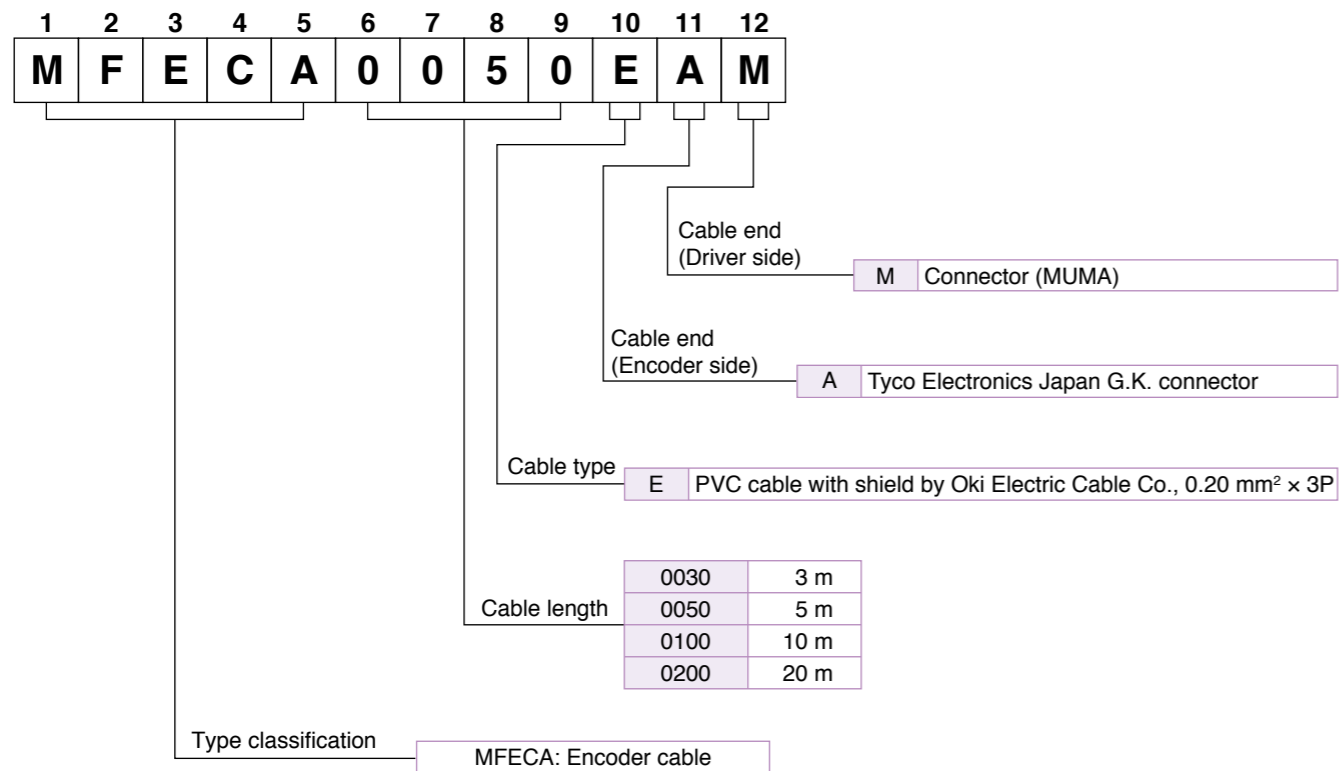 1 2 3 4 5 6 7 8 9 10 11 12
M F E C A 0 0 5 0 E A M
Cable end
(Driver side)
M Connector (MUMA)
Cable end
(Encoder side)
A Tyco Electronics Japan G.K. connector
Cable type
E PVC cable with shield by Oki Electric Cable Co., 0.20 mm² × 3P
Cable length
0030 3 m
0050 5 m
0100 10 m
0200 20 m
Type classification
MFECA: Encoder cable